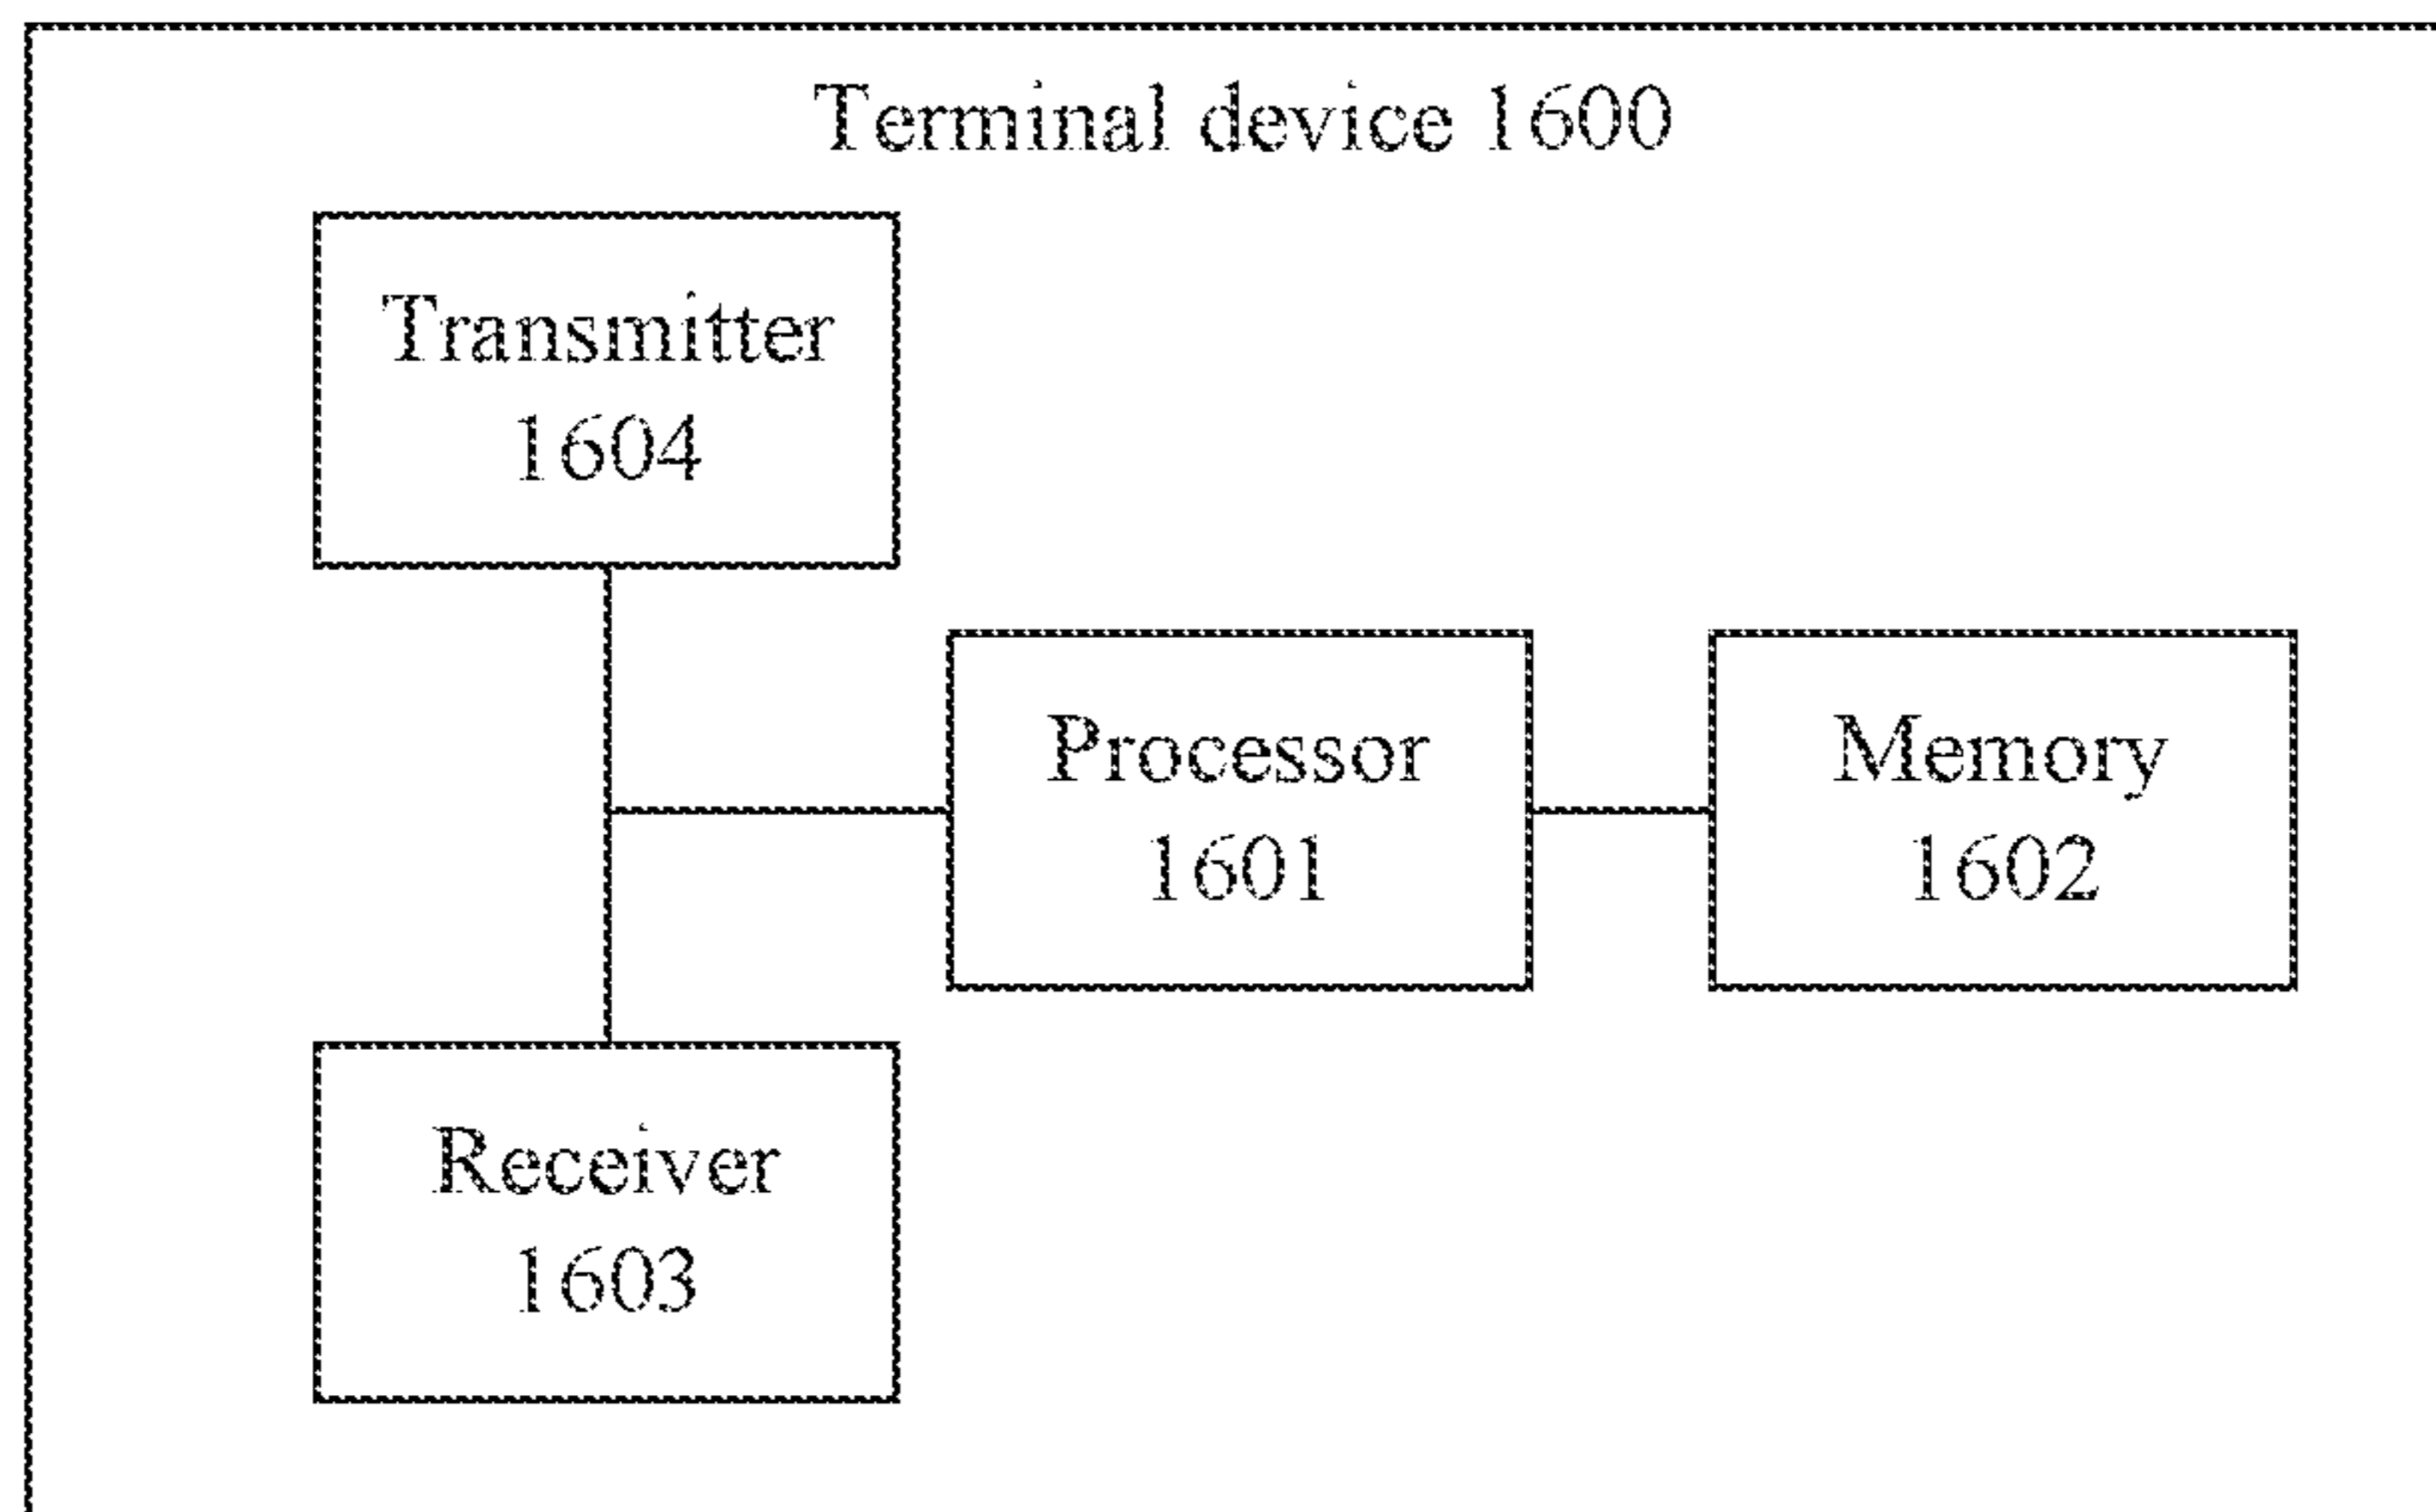 Terminal device 1600
Transmitter
1604
Processor
1601
Memory
1602
Receiver
1603